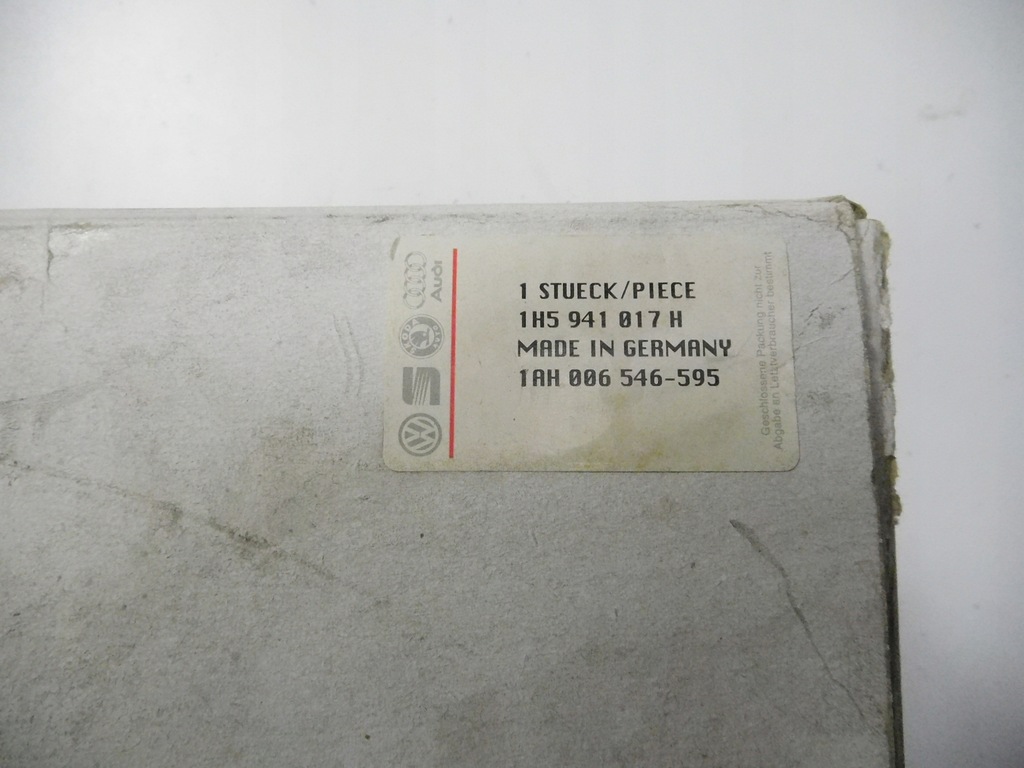 1 STUECK/PIECE
1H5 941 017 H
MADE IN GERMANY
1AH 006 546-595
Audi
Geschlossene Packung nicht zur
Abgabe an Letztverbraucher bestimmt